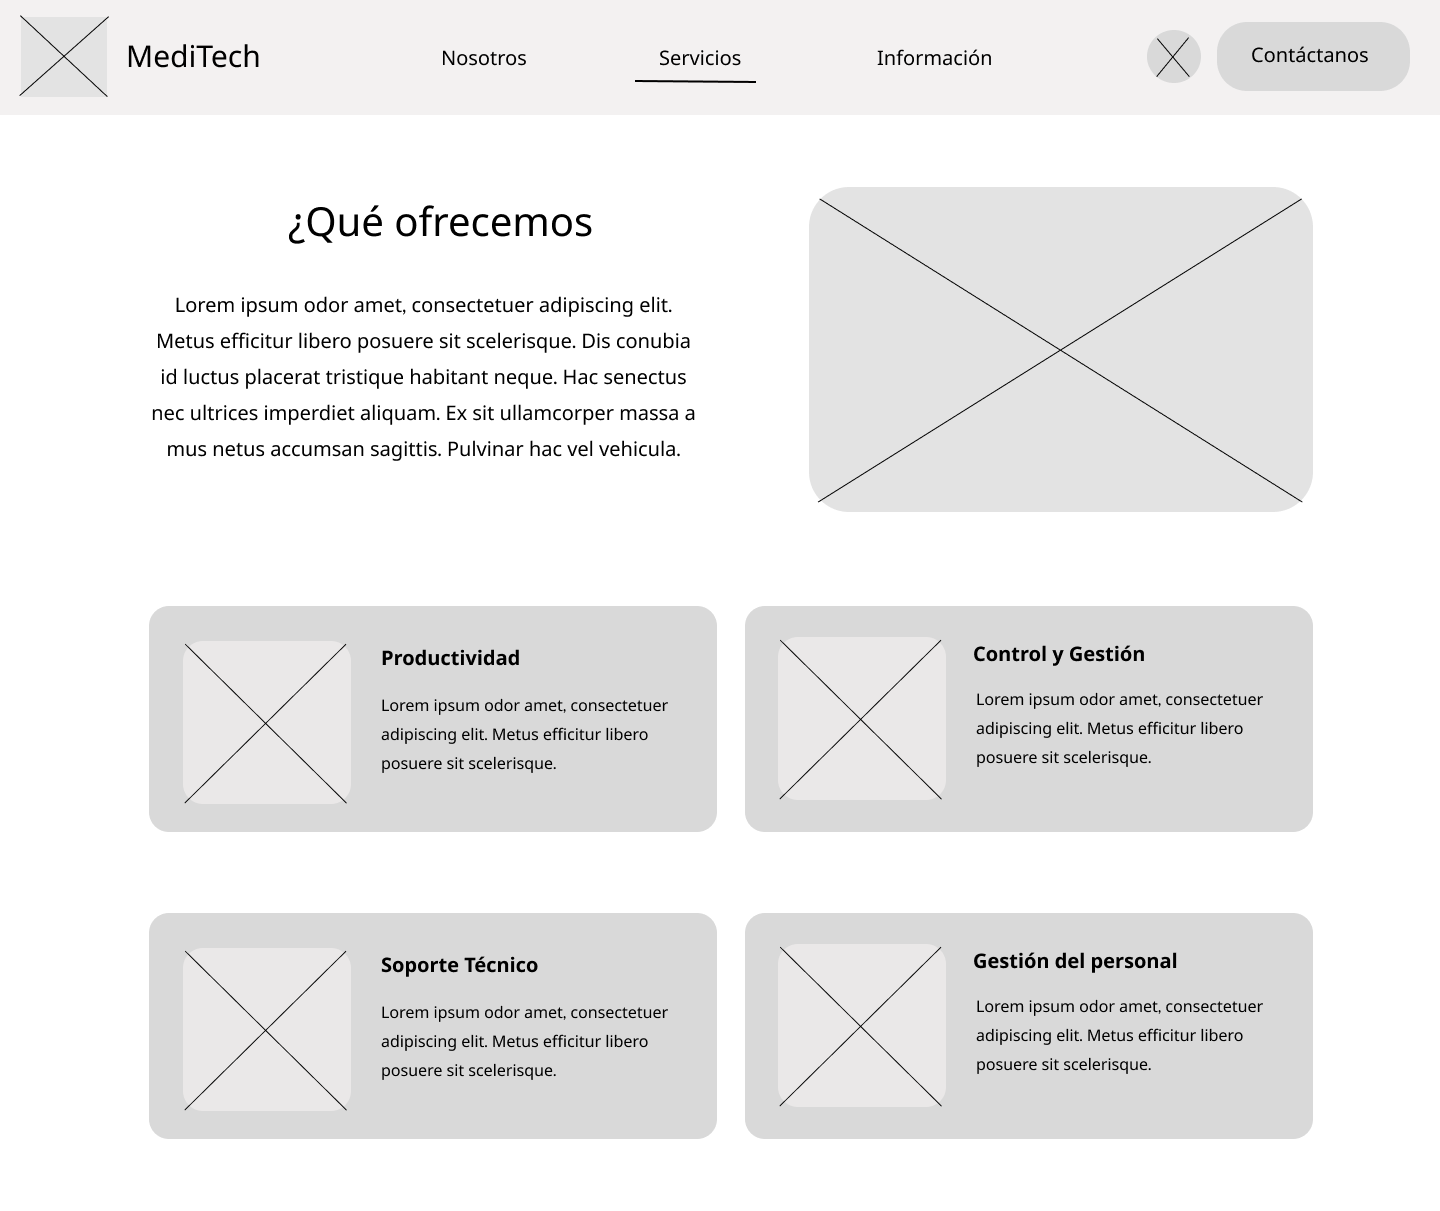 MediTech
Nosotros
Servicios
Información
Contáctanos
¿Qué ofrecemos
Lorem ipsum odor amet, consectetuer adipiscing elit.
Metus efficitur libero posuere sit scelerisque. Dis conubia
id luctus placerat tristique habitant neque. Hac senectus
nec ultrices imperdiet aliquam. Ex sit ullamcorper massa a
mus netus accumsan sagittis. Pulvinar hac vel vehicula.
Productividad
Lorem ipsum odor amet, consectetuer
adipiscing elit. Metus efficitur libero
posuere sit scelerisque.
Control y Gestión
Lorem ipsum odor amet, consectetuer
adipiscing elit. Metus efficitur libero
posuere sit scelerisque.
Soporte Técnico
Lorem ipsum odor amet, consectetuer
adipiscing elit. Metus efficitur libero
posuere sit scelerisque.
Gestión del personal
Lorem ipsum odor amet, consectetuer
adipiscing elit. Metus efficitur libero
posuere sit scelerisque.